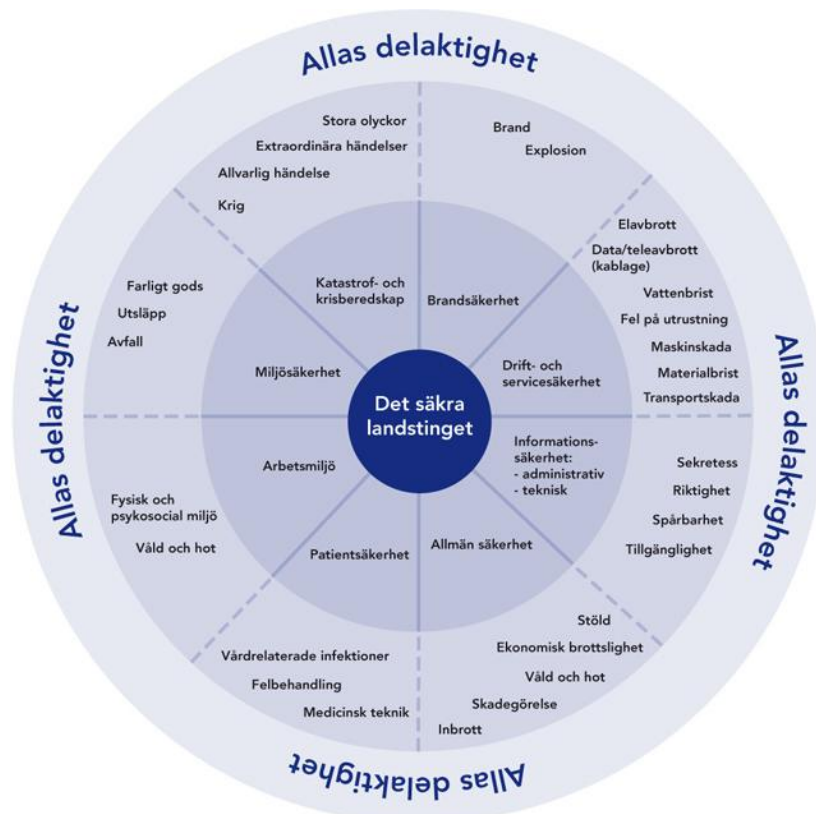 Allas delaktighet
Stora olyckor
Extraordinära händelser
Allvarlig händelse
Krig
Brand
Explosion
Elavbrott
Data/teleavbrott
(kablage)
Vattenbrist
Fel på utrustning
Maskinskada
Materialbrist
Transportskada
Farligt gods
Utsläpp
Avfall
Katastrof- och
krisberedskap
Brandsäkerhet
Miljösäkerhet
Drift- och
servicesäkerhet
Det säkra
landstinget
Allas delaktighet
Allas delaktighet
Arbetsmiljö
Informations-
säkerhet:
- administrativ
- teknisk
Patientsäkerhet
Allmän säkerhet
Sekretess
Riktighet
Spårbarhet
Tillgänglighet
Fysisk och
psykosocial miljö
Våld och hot
Vårdrelaterade infektioner
Felbehandling
Medicinsk teknik
Stöld
Ekonomisk brottslighet
Våld och hot
Skadegörelse
Inbrott
Allas delaktighet